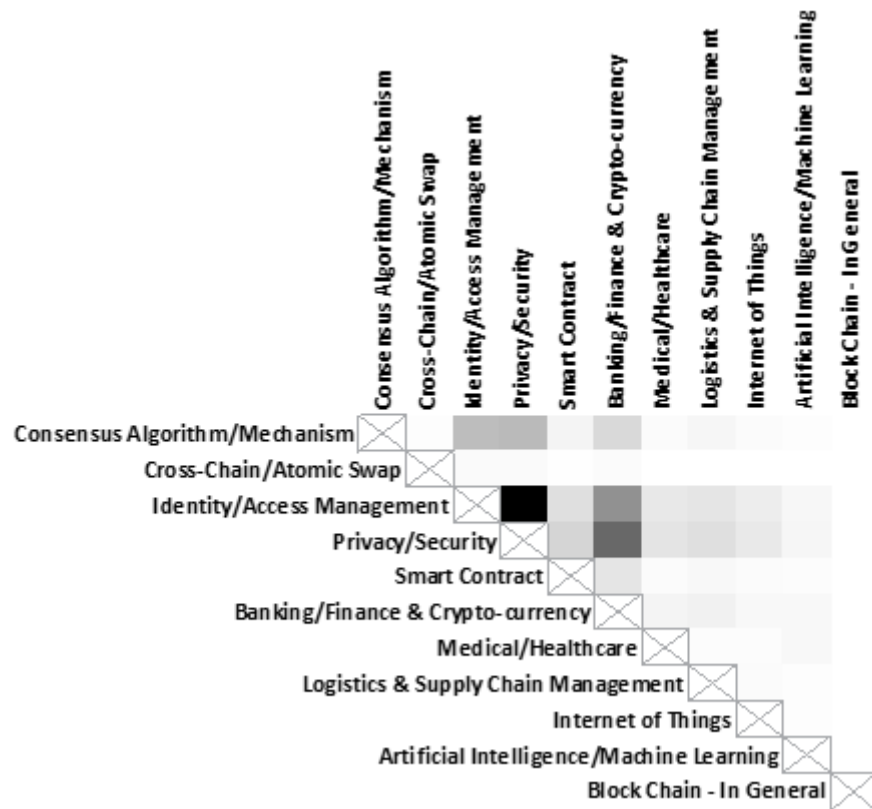 Consensus Algorithm/Mechanism
Cross-Chain/Atomic Swap
Identity/Access Management
Privacy/Security
Smart Contract
Banking/Finance & Crypto-currency
Medical/Healthcare
Logistics & Supply Chain Management
Internet of Things
Artificial Intelligence/Machine Learning
Block Chain - In General
Consensus Algorithm/Mechanism
Cross-Chain/Atomic Swap
Identity/Access Management
Privacy/Security
Smart Contract
Banking/Finance & Crypto-currency
Medical/Healthcare
Logistics & Supply Chain Management
Internet of Things
Artificial Intelligence/Machine Learning
Block Chain - In General